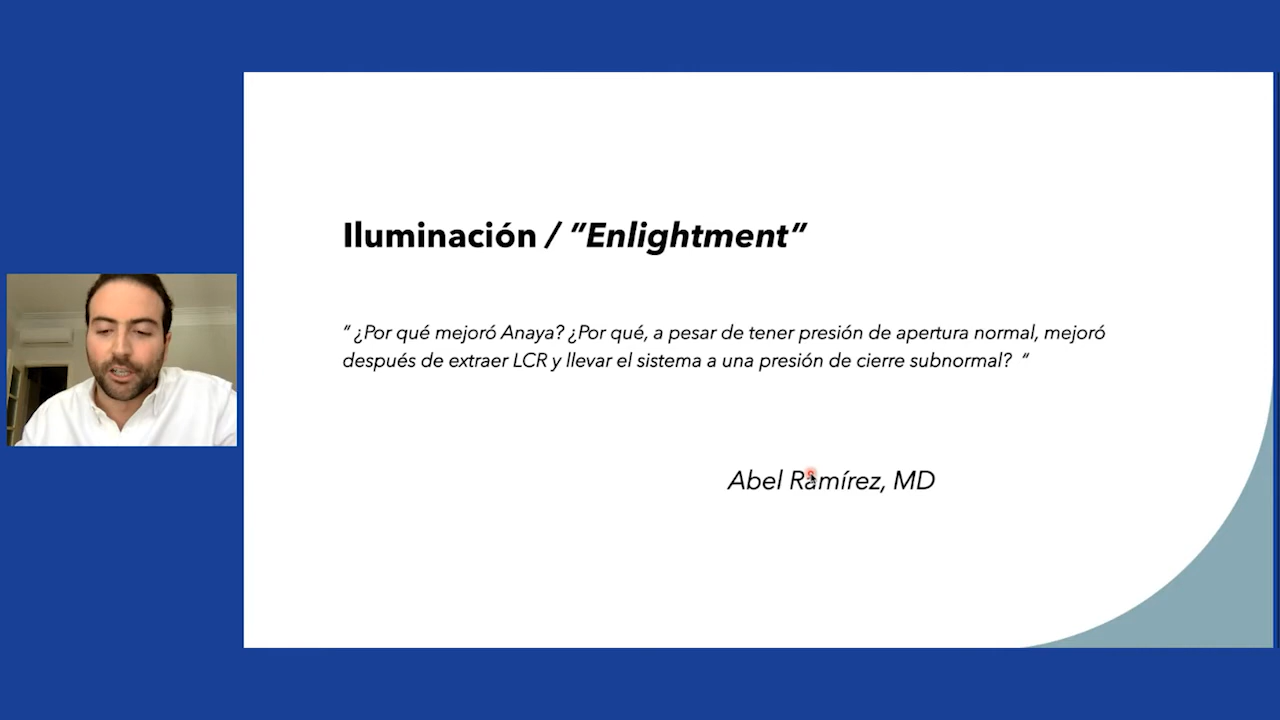 Iluminación / ”Enlightment”
“ ¿Por qué mejoró Anaya? ¿Por qué, a pesar de tener presión de apertura normal, mejoró
después de extraer LCR y llevar el sistema a una presión de cierre subnormal? “
Abel Ramírez, MD